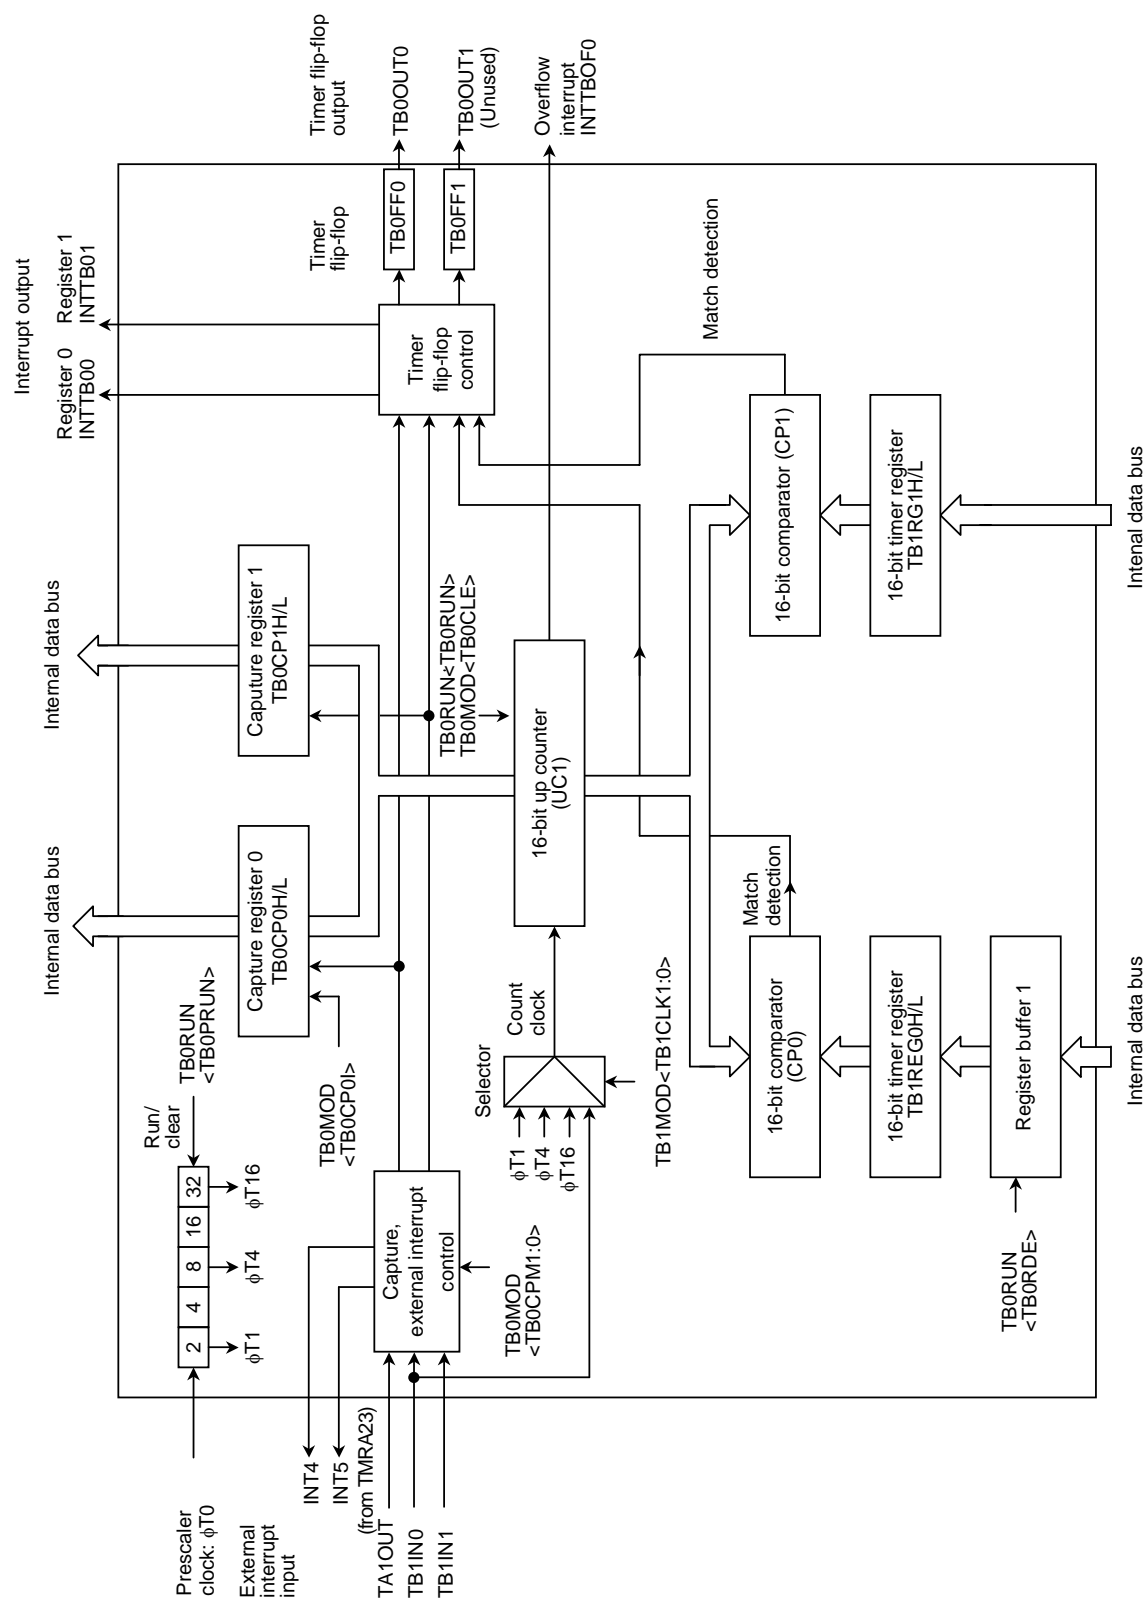 Prescaler
clock: ϕT0
2
4
8
16
32
ϕT1
ϕT4
ϕT16
Run/
clear
TB0RUN
<TB0PRUN>
Internal data bus
Internal data bus
Interrupt output
Register 0
INTTB00
Register 1
INTTB01
External
interrupt
input
INT4
INT5
(from TMRA23)
TA1OUT
TB1IN0
TB1IN1
Capture,
external interrupt
control
TB0MOD
<TB0CPM1:0>
TB0MOD
<TB0CP0I>
Capture register 0
TB0CP0H/L
Caputure register 1
TB0CP1H/L
Timer
flip-flop
control
Timer
flip-flop
TB0FF0
TB0FF1
Timer flip-flop
output
TB0OUT0
TB0OUT1
(Unused)
Overflow
interrupt
INTTBOF0
TB0RUN<TB0RUN>
TB0MOD<TB0CLE>
Selector
ϕT1
ϕT4
ϕT16
Count
clock
TB1MOD<TB1CLK1:0>
16-bit up counter
(UC1)
Match
detection
Match detection
16-bit comparator
(CP0)
16-bit comparator (CP1)
16-bit timer register
TB1REG0H/L
16-bit timer register
TB1RG1H/L
Register buffer 1
TB0RUN
<TB0RDE>
Internal data bus
Intenal data bus